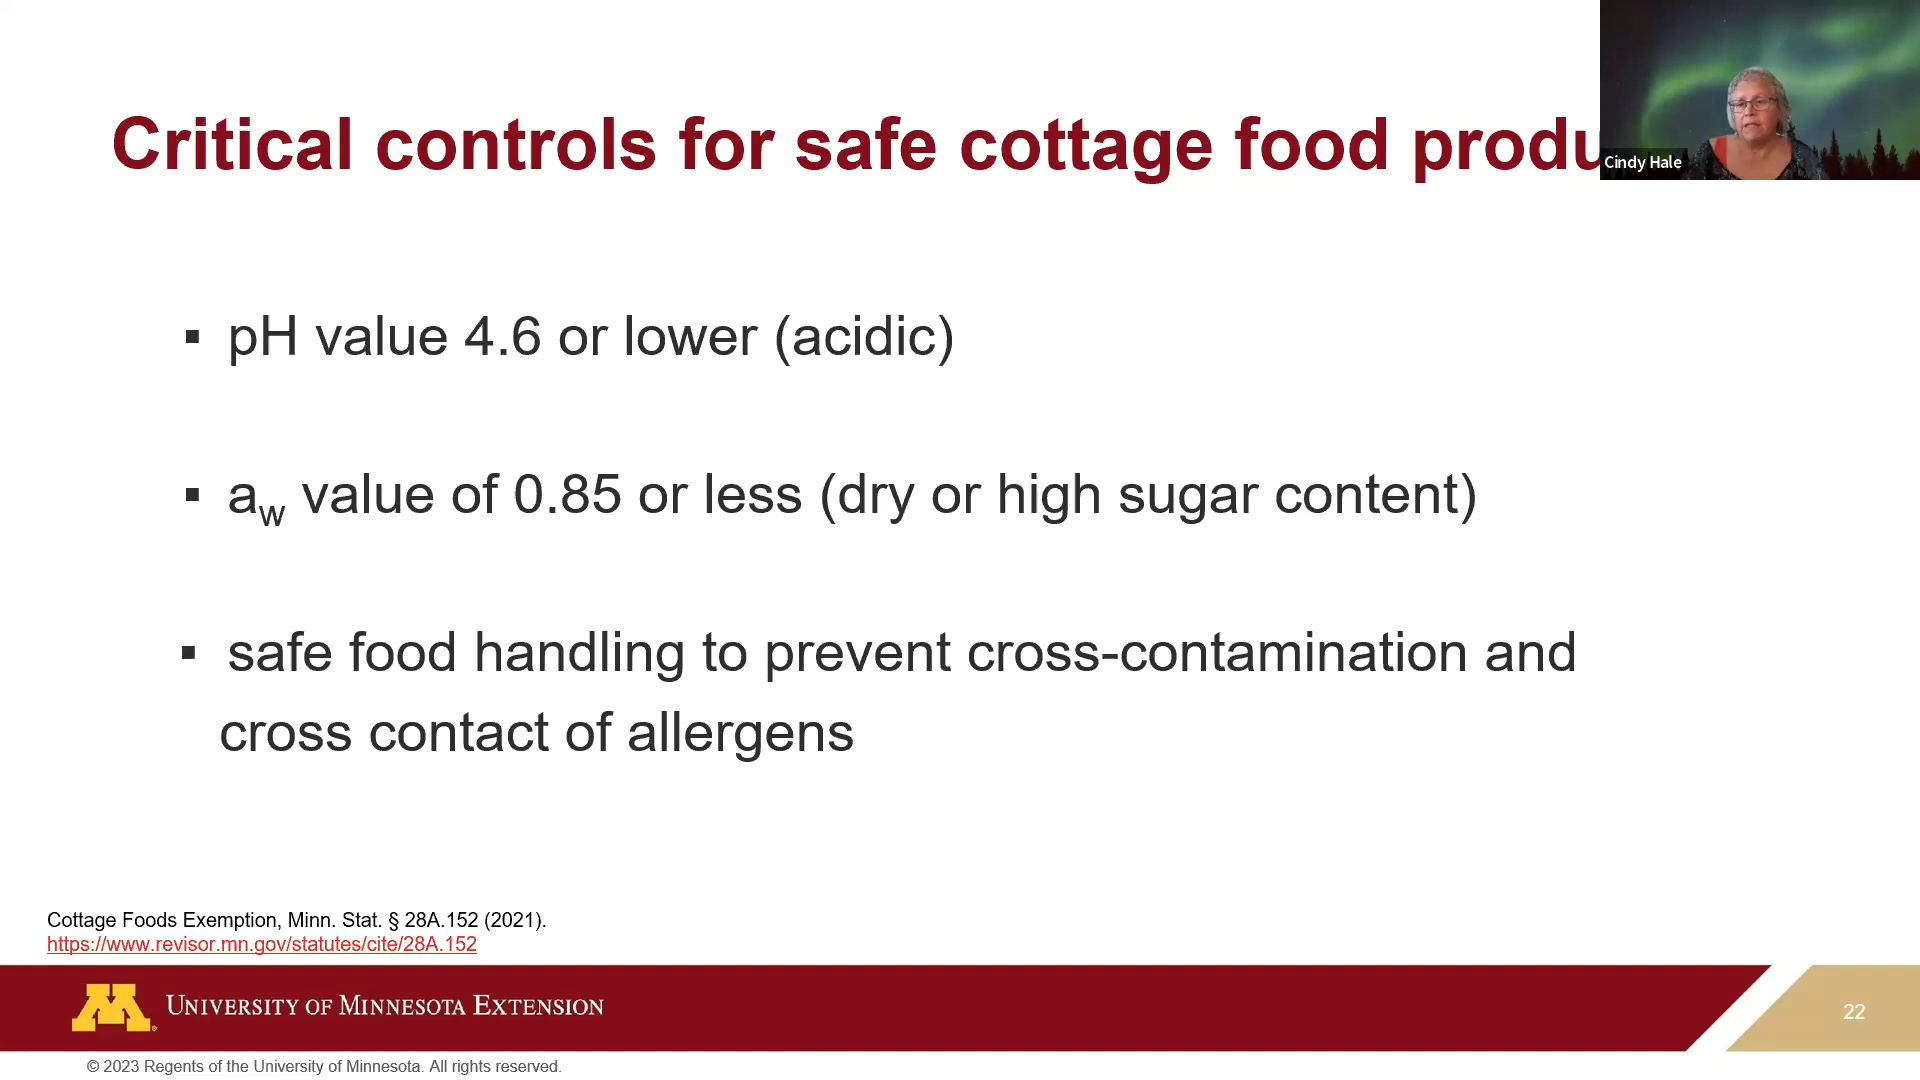 Critical controls for safe cottage food produ
Cindy Hale
▪ pH value 4.6 or lower (acidic)
▪ aw value of 0.85 or less (dry or high sugar content)
▪ safe food handling to prevent cross-contamination and
cross contact of allergens
Cottage Foods Exemption, Minn. Stat. § 28A.152 (2021).
https://www.revisor.mn.gov/statutes/cite/28A.152
UNIVERSITY OF MINNESOTA EXTENSION
22
© 2023 Regents of the University of Minnesota. All rights reserved.